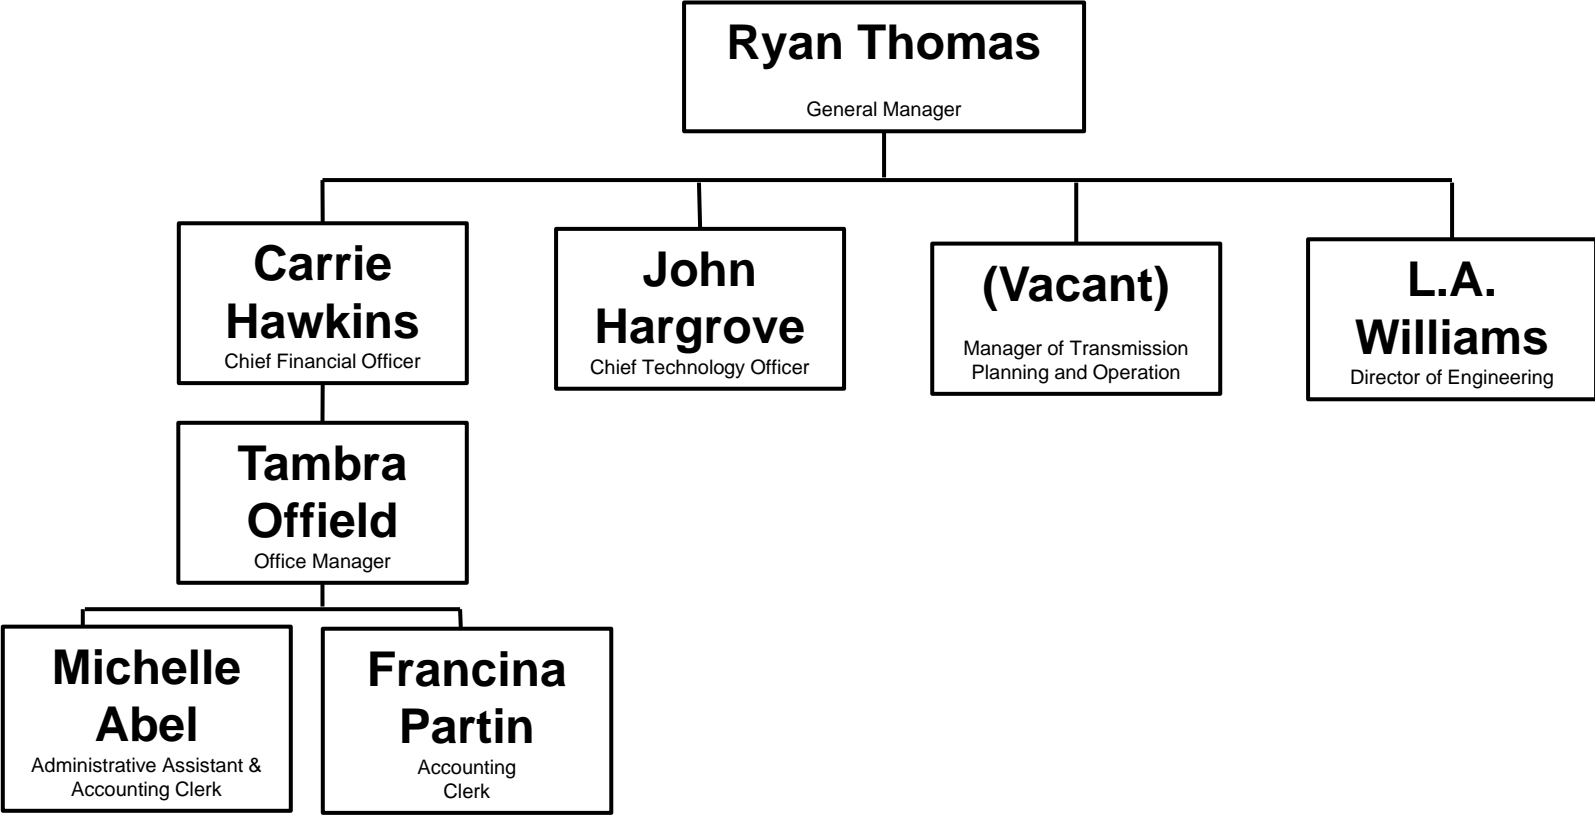 Ryan Thomas
General Manager
Carrie
Hawkins
Chief Financial Officer
John
Hargrove
Chief Technology Officer
(Vacant)
Manager of Transmission
Planning and Operation
L.A.
Williams
Director of Engineering
Tambra
Offield
Office Manager
Michelle
Abel
Administrative Assistant &
Accounting Clerk
Francina
Partin
Accounting
Clerk